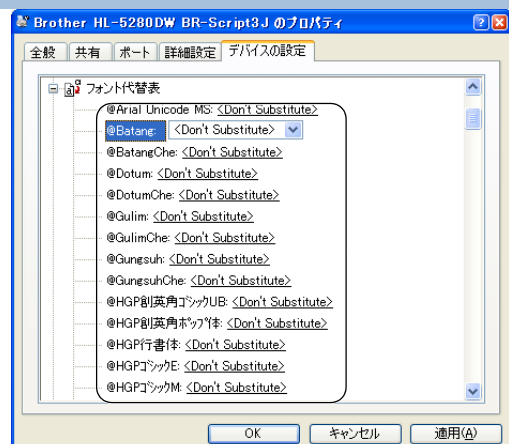 Brother HL-5280DW BR-Script3J のプロパティ
全般 共有 ポート 詳細設定 デバイスの設定
フォント代替表
@Arial Unicode MS: <Don't Substitute>
@Batang: <Don't Substitute>
@BatangChe: <Don't Substitute>
@Dotum: <Don't Substitute>
@DotumChe: <Don't Substitute>
@Gulim: <Don't Substitute>
@GulimChe: <Don't Substitute>
@Gungsuh: <Don't Substitute>
@GungsuhChe: <Don't Substitute>
@HGP創英角ゴシックUB: <Don't Substitute>
@HGP創英角ポップ体: <Don't Substitute>
@HGP行書体: <Don't Substitute>
@HGPゴシックE: <Don't Substitute>
@HGPゴシックM: <Don't Substitute>
OK キャンセル 適用(A)